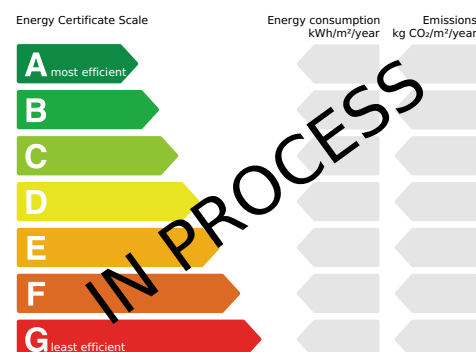 Energy Certificate Scale
Energy consumption
kWh/m²/year
Emissions
kg CO₂/m²/year
A most efficient
B
C
D
E
F
G least efficient
IN PROCESS